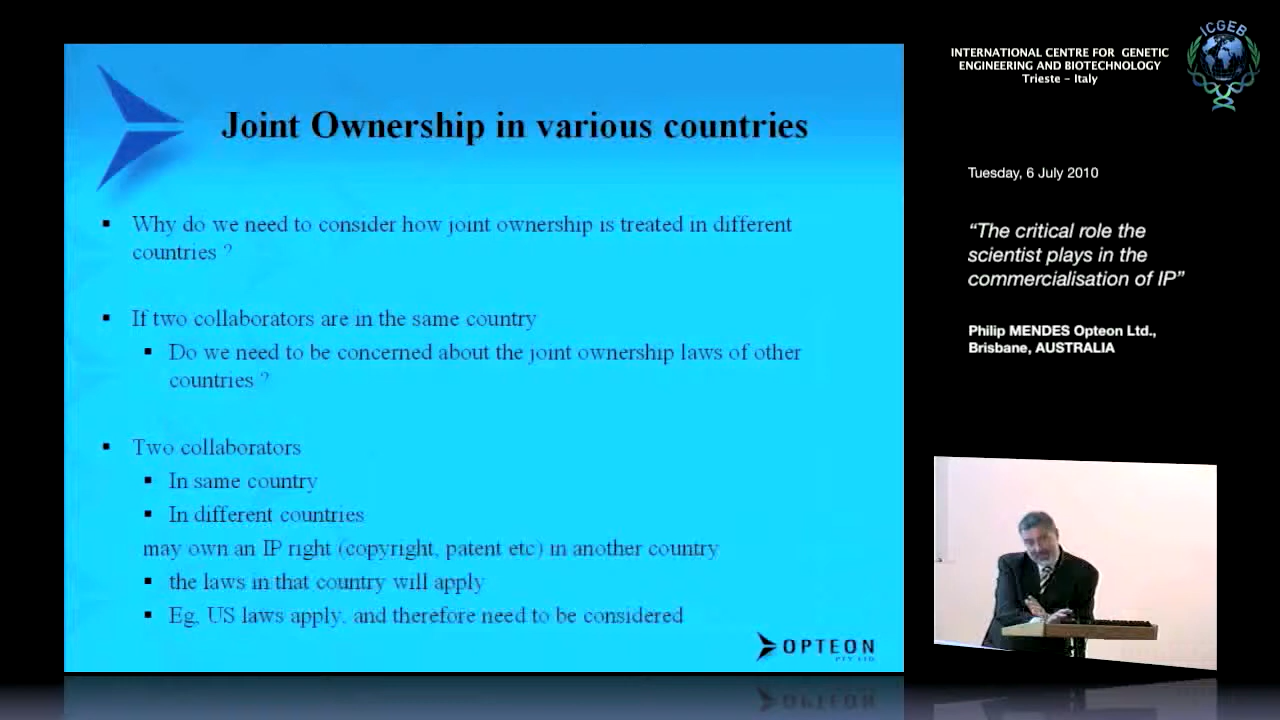 Joint Ownership in various countries
Why do we need to consider how joint ownership is treated in different
countries ?
If two collaborators are in the same country
Do we need to be concerned about the joint ownership laws of other
countries ?
Two collaborators
In same country
In different countries
may own an IP right (copyright, patent etc) in another country
the laws in that country will apply
Eg, US laws apply, and therefore need to be considered
OPTEON
PTY LTD
INTERNATIONAL CENTRE FOR GENETIC
ENGINEERING AND BIOTECHNOLOGY
Trieste – Italy
ICGEB
Tuesday, 6 July 2010
“The critical role the
scientist plays in the
commercialisation of IP”
Philip MENDES Opteon Ltd.,
Brisbane, AUSTRALIA